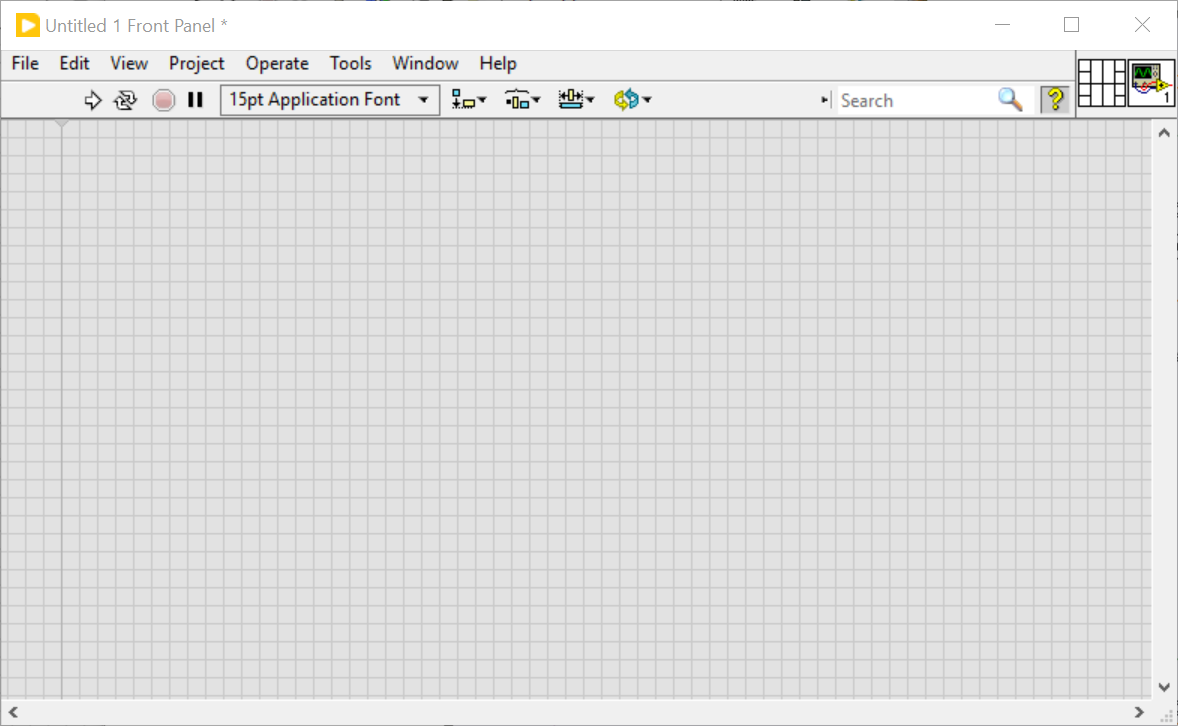 Untitled 1 Front Panel *
File Edit View Project Operate Tools Window Help
15pt Application Font Search ? 1